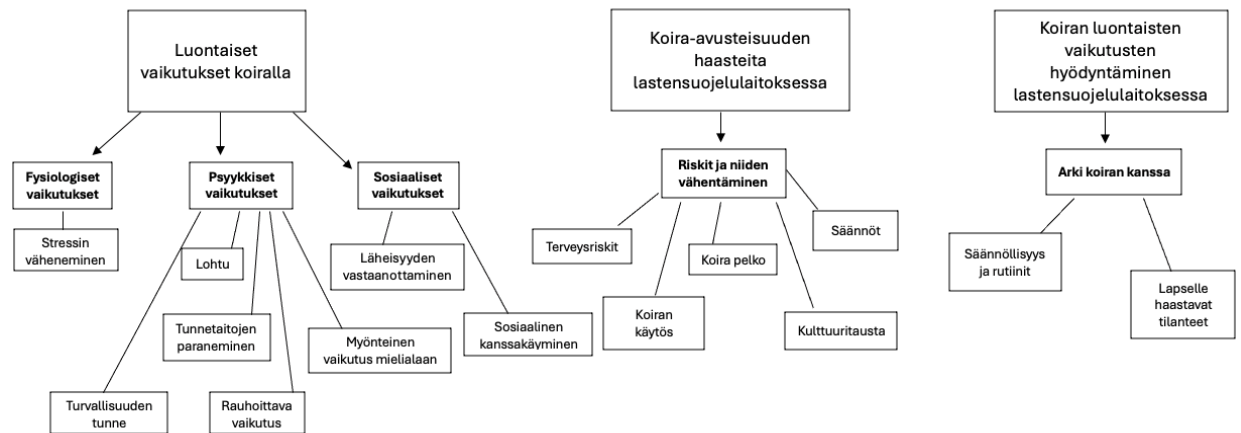 Luontaiset
vaikutukset koiralla
Koira-avusteisuuden
haasteita
lastensuojelulaitoksessa
Koiran luontaisten
vaikutusten
hyödyntäminen
lastensuojelulaitoksessa
Fysiologiset
vaikutukset
Psyykkiset
vaikutukset
Sosiaaliset
vaikutukset
Riskit ja niiden
vähentäminen
Arki koiran kanssa
Stressin
väheneminen
Lohtu
Läheisyyden
vastaanottaminen
Terveysriskit
Koira pelko
Säännöt
Säännöllisyys
ja rutiinit
Tunnetaitojen
paraneminen
Myönteinen
vaikutus mielialaan
Sosiaalinen
kanssakäyminen
Koiran
käytös
Kulttuuritausta
Lapselle
haastavat
tilanteet
Turvallisuuden
tunne
Rauhoittava
vaikutus